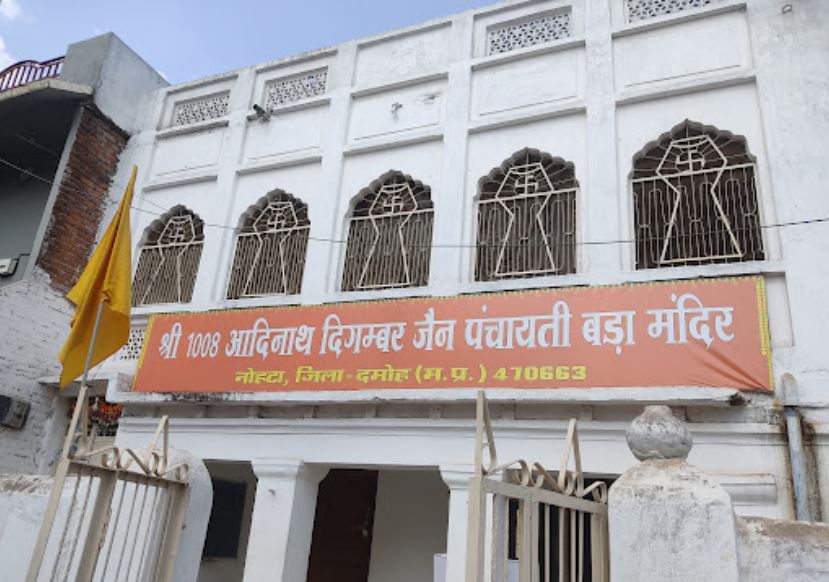 श्री 1008 आदिनाथ दिगम्बर जैन पंचायती बड़ा मंदिर
नोहटा, जिला-दमोह (म.प्र.) 470663